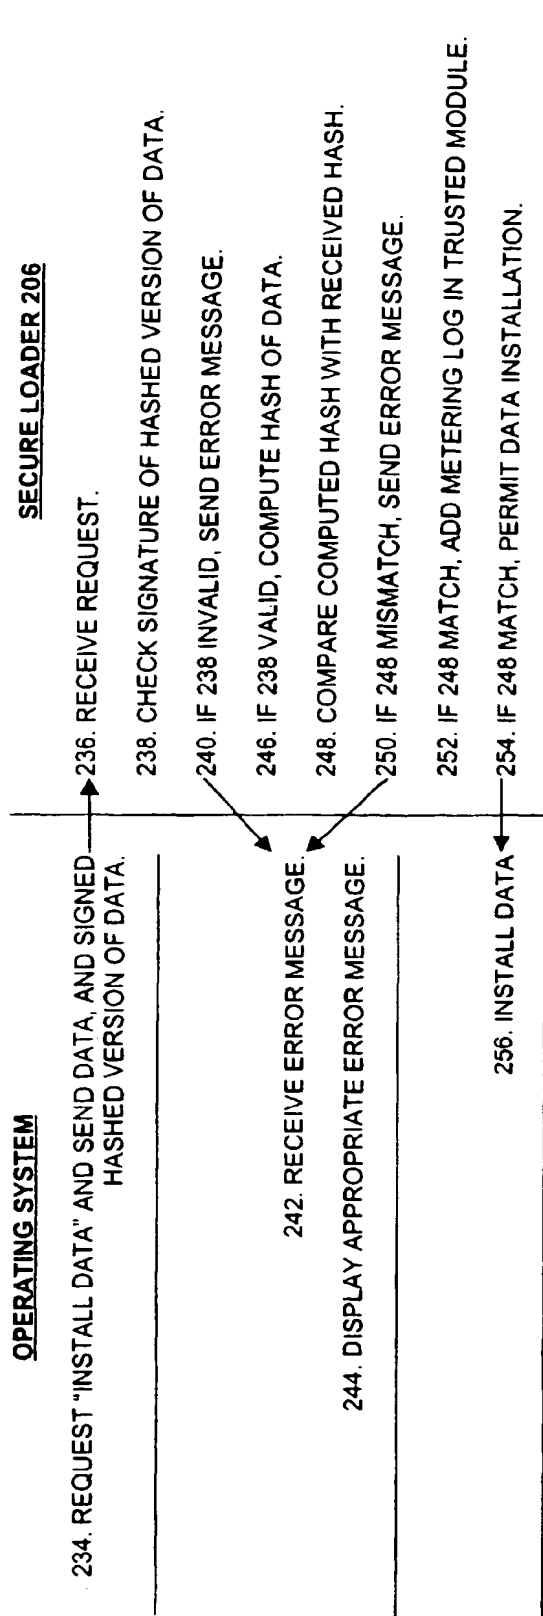 OPERATING SYSTEM
234. REQUEST "INSTALL DATA" AND SEND DATA, AND SIGNED
HASHED VERSION OF DATA.
242. RECEIVE ERROR MESSAGE.
244. DISPLAY APPROPRIATE ERROR MESSAGE.
256. INSTALL DATA
SECURE LOADER 206
236. RECEIVE REQUEST.
238. CHECK SIGNATURE OF HASHED VERSION OF DATA.
240. IF 238 INVALID, SEND ERROR MESSAGE.
246. IF 238 VALID, COMPUTE HASH OF DATA.
248. COMPARE COMPUTED HASH WITH RECEIVED HASH.
250. IF 248 MISMATCH, SEND ERROR MESSAGE.
252. IF 248 MATCH, ADD METERING LOG IN TRUSTED MODULE.
254. IF 248 MATCH, PERMIT DATA INSTALLATION.